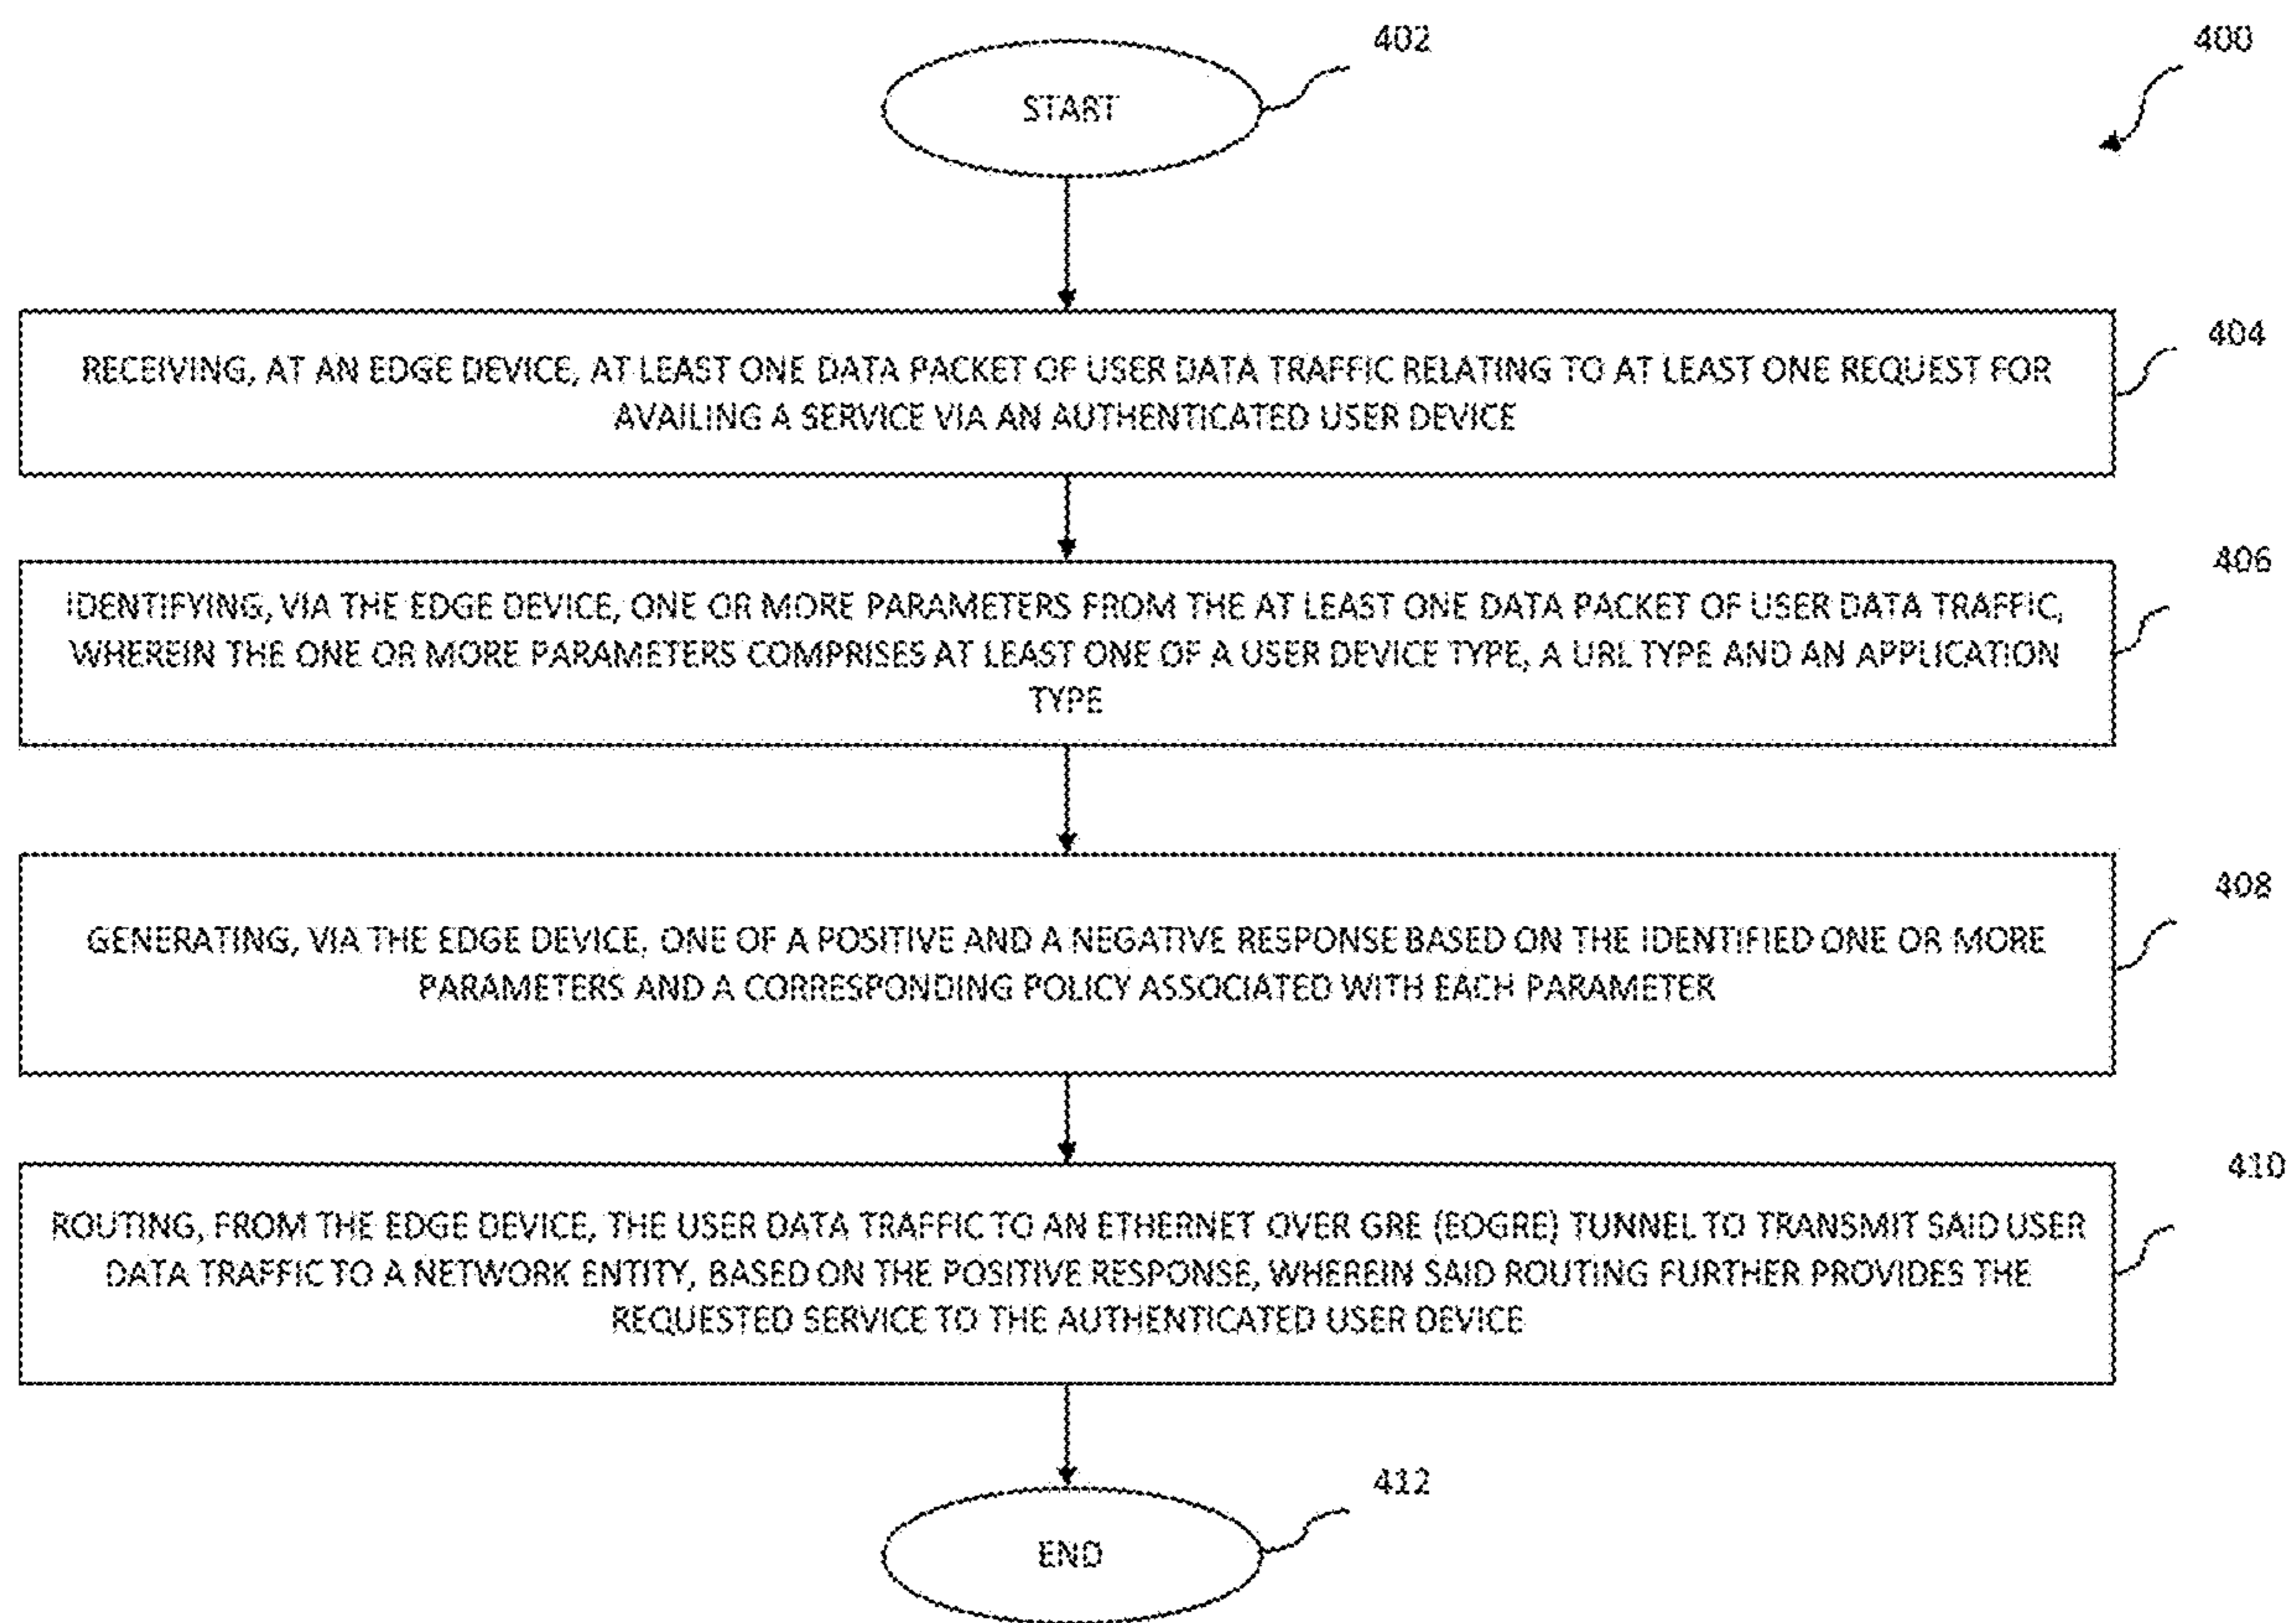 402
400
START
404
RECEIVING, AT AN EDGE DEVICE, AT LEAST ONE DATA PACKET OF USER DATA TRAFFIC RELATING TO AT LEAST ONE REQUEST FOR
AVAILING A SERVICE VIA AN AUTHENTICATED USER DEVICE
406
IDENTIFYING, VIA THE EDGE DEVICE, ONE OR MORE PARAMETERS FROM THE AT LEAST ONE DATA PACKET OF USER DATA TRAFFIC,
WHEREIN THE ONE OR MORE PARAMETERS COMPRISES AT LEAST ONE OF A USER DEVICE TYPE, A URL TYPE AND AN APPLICATION
TYPE
408
GENERATING, VIA THE EDGE DEVICE, ONE OF A POSITIVE AND A NEGATIVE RESPONSE BASED ON THE IDENTIFIED ONE OR MORE
PARAMETERS AND A CORRESPONDING POLICY ASSOCIATED WITH EACH PARAMETER
410
ROUTING, FROM THE EDGE DEVICE, THE USER DATA TRAFFIC TO AN ETHERNET OVER GRE (EOGRE) TUNNEL TO TRANSMIT SAID USER
DATA TRAFFIC TO A NETWORK ENTITY, BASED ON THE POSITIVE RESPONSE, WHEREIN SAID ROUTING FURTHER PROVIDES THE
REQUESTED SERVICE TO THE AUTHENTICATED USER DEVICE
412
END